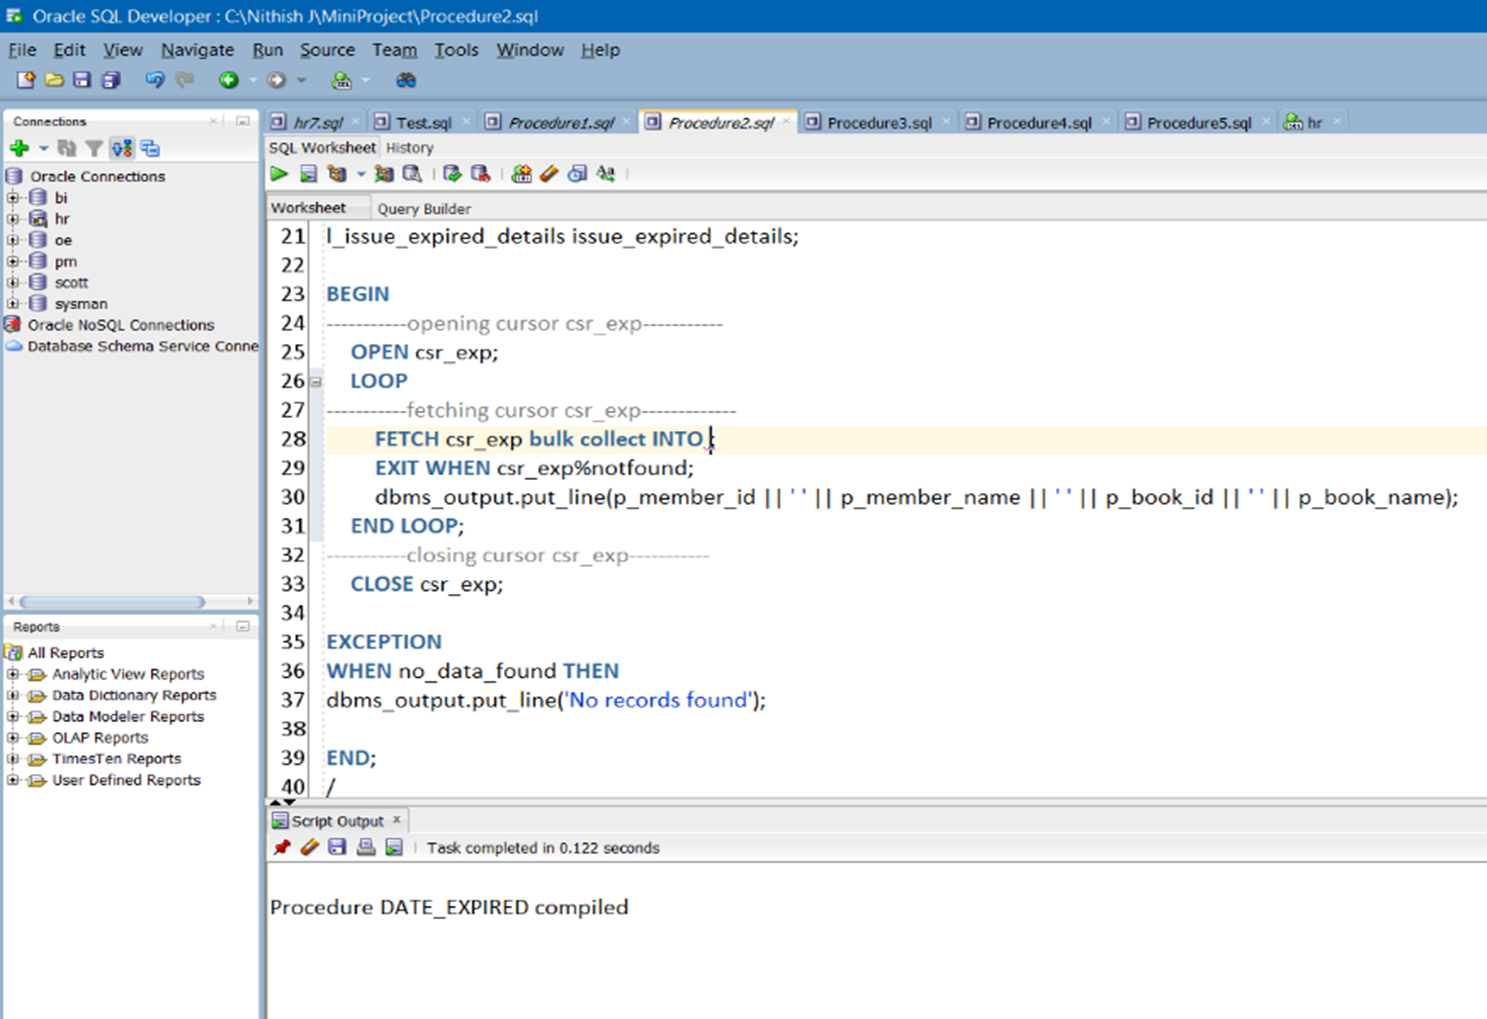 Oracle SQL Developer : C:\Nithish J\MiniProject\Procedure2.sql
File Edit View Navigate Run Source Team Tools Window Help
Connections
Oracle Connections
bi
hr
oe
pm
scott
sysman
Oracle NoSQL Connections
Database Schema Service Conne
Reports
All Reports
Analytic View Reports
Data Dictionary Reports
Data Modeler Reports
OLAP Reports
TimesTen Reports
User Defined Reports
hr7.sql Test.sql Procedure1.sql Procedure2.sql Procedure3.sql Procedure4.sql Procedure5.sql hr
SQL Worksheet History
Worksheet Query Builder
21 l_issue_expired_details issue_expired_details;
22
23 BEGIN
24 -----------opening cursor csr_exp-----------
25 OPEN csr_exp;
26 LOOP
27 -----------fetching cursor csr_exp-------------
28 FETCH csr_exp bulk collect INTO ;
29 EXIT WHEN csr_exp%notfound;
30 dbms_output.put_line(p_member_id || ' ' || p_member_name || ' ' || p_book_id || ' ' || p_book_name);
31 END LOOP;
32 -----------closing cursor csr_exp-----------
33 CLOSE csr_exp;
34
35 EXCEPTION
36 WHEN no_data_found THEN
37 dbms_output.put_line('No records found');
38
39 END;
40 /
Script Output
Task completed in 0.122 seconds
Procedure DATE_EXPIRED compiled